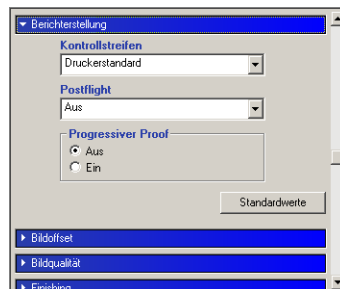 Berichterstellung
Kontrollstreifen
Druckerstandard
Postflight
Aus
Progressiver Proof
Aus
Ein
Standardwerte
Bildoffset
Bildqualität
Finishing